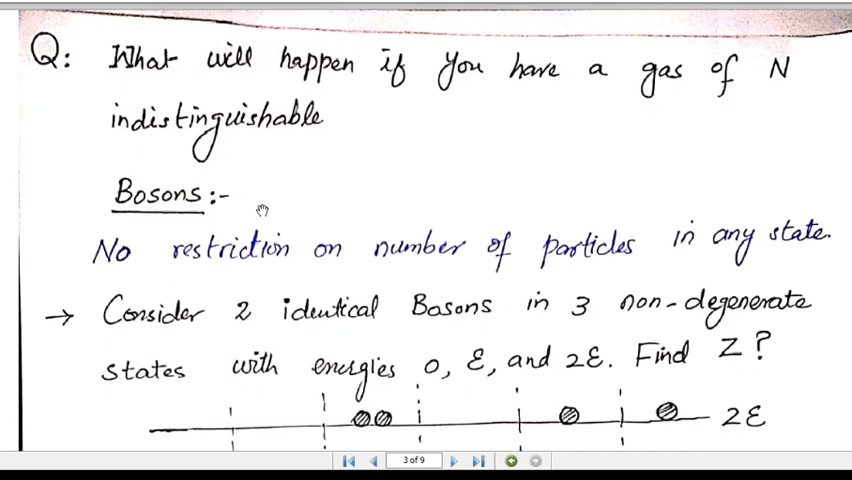 Q: What will happen if you have a gas of N
indistinguishable
Bosons:-
No restriction on number of particles in any state.
→ Consider 2 identical Bosons in 3 non-degenerate
states with energies 0, ε, and 2ε. Find Z?
2ε
3 of 9